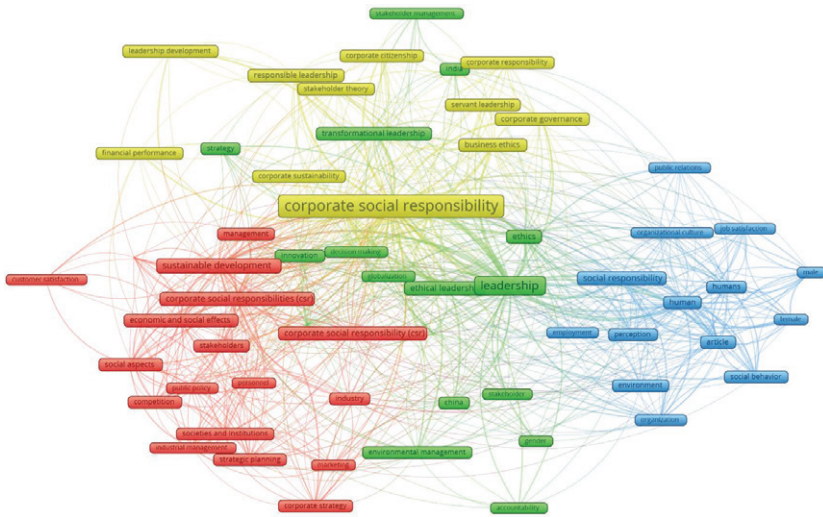 stakeholder management
leadership development
corporate citizenship
corporate responsibility
india
responsible leadership
stakeholder theory
servant leadership
corporate governance
transformational leadership
strategy
business ethics
financial performance
public relations
corporate sustainability
corporate social responsibility
management
ethics
organizational culture
job satisfaction
innovation
decision making
sustainable development
customer satisfaction
globalization
social responsibility
male
ethical leadership
leadership
humans
corporate social responsibilities (csr)
human
economic and social effects
female
corporate social responsibility (csr)
employment
perception
article
stakeholders
social aspects
social behavior
public policy
personnel
environment
competition
industry
china
stakeholder
organization
societies and institutions
gender
industrial management
environmental management
strategic planning
marketing
corporate strategy
accountability